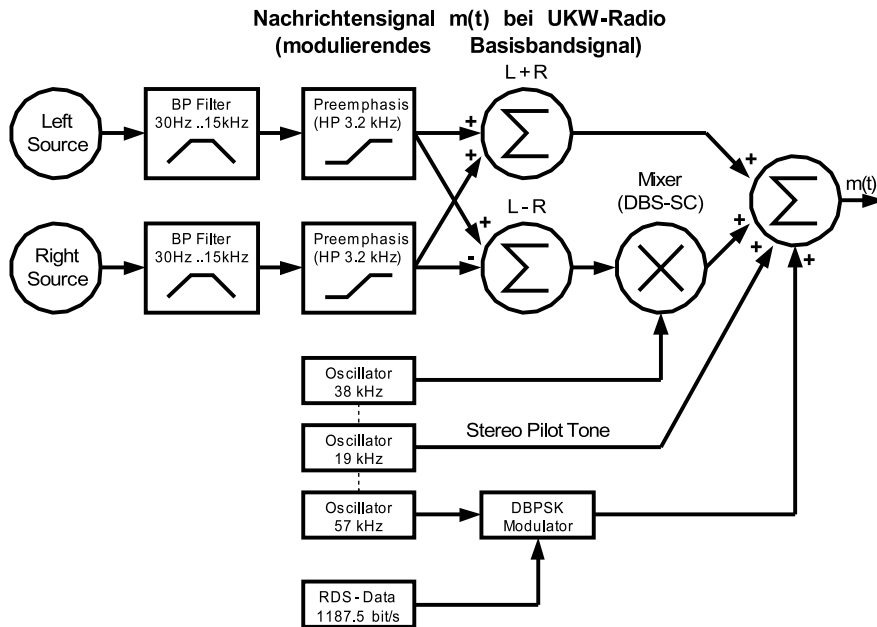 Nachrichtensignal m(t) bei UKW-Radio
(modulierendes Basisbandsignal)
L+R
Left
Source
BP Filter
30Hz ..15kHz
Preemphasis
(HP 3.2 kHz)
+
+
Σ
Mixer
(DBS-SC)
+
Σ
m(t)
Right
Source
BP Filter
30Hz ..15kHz
Preemphasis
(HP 3.2 kHz)
L-R
+
-
Σ
+
+
+
Oscillator
38 kHz
Oscillator
19 kHz
Stereo Pilot Tone
Oscillator
57 kHz
DBPSK
Modulator
RDS-Data
1187.5 bit/s